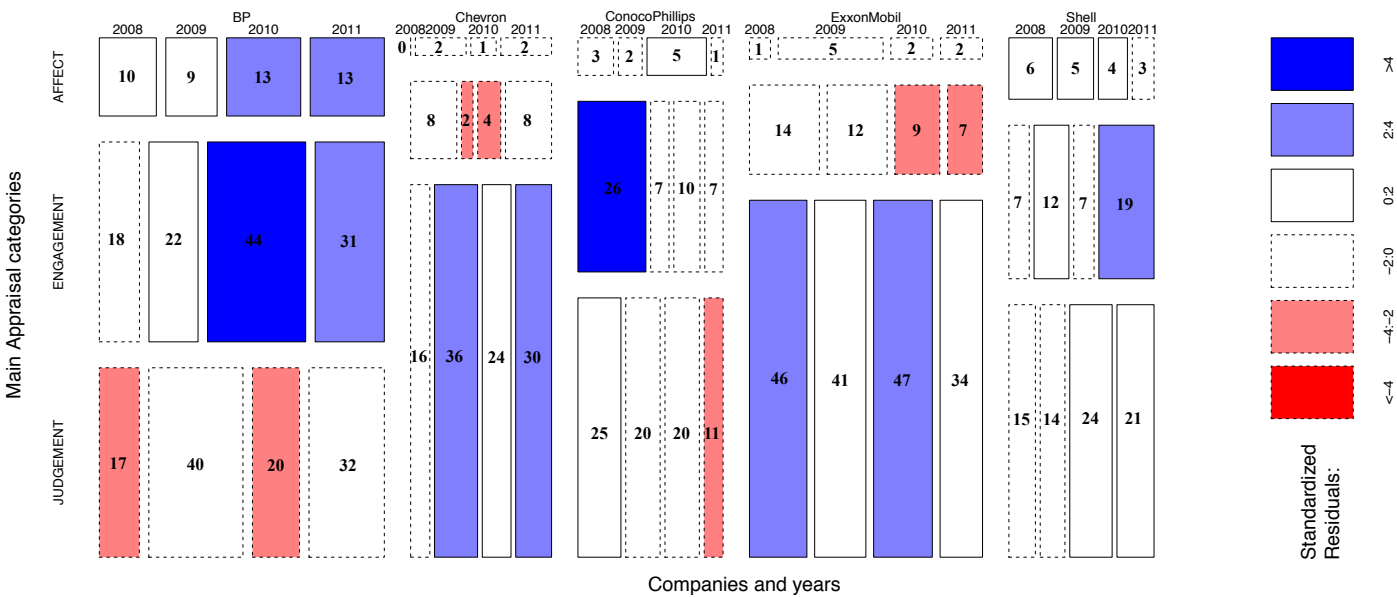 BP Chevron ConocoPhillips ExxonMobil Shell
2008 2009 2010 2011 2008 2009 2010 2011 2008 2009 2010 2011 2008 2009 2010 2011 2008 2009 2010 2011
AFFECT
10 9 13 13 0 2 1 2 3 2 5 1 1 5 2 2 6 5 4 3
ENGAGEMENT
18 22 44 31 8 2 4 8 26 7 10 7 14 12 9 7 7 12 7 19
JUDGEMENT
17 40 20 32 16 36 24 30 25 20 20 11 46 41 47 34 15 14 24 21
Main Appraisal categories
Companies and years
>4
2:4
0:2
−2:0
−4:−2
<−4
Standardized
Residuals: